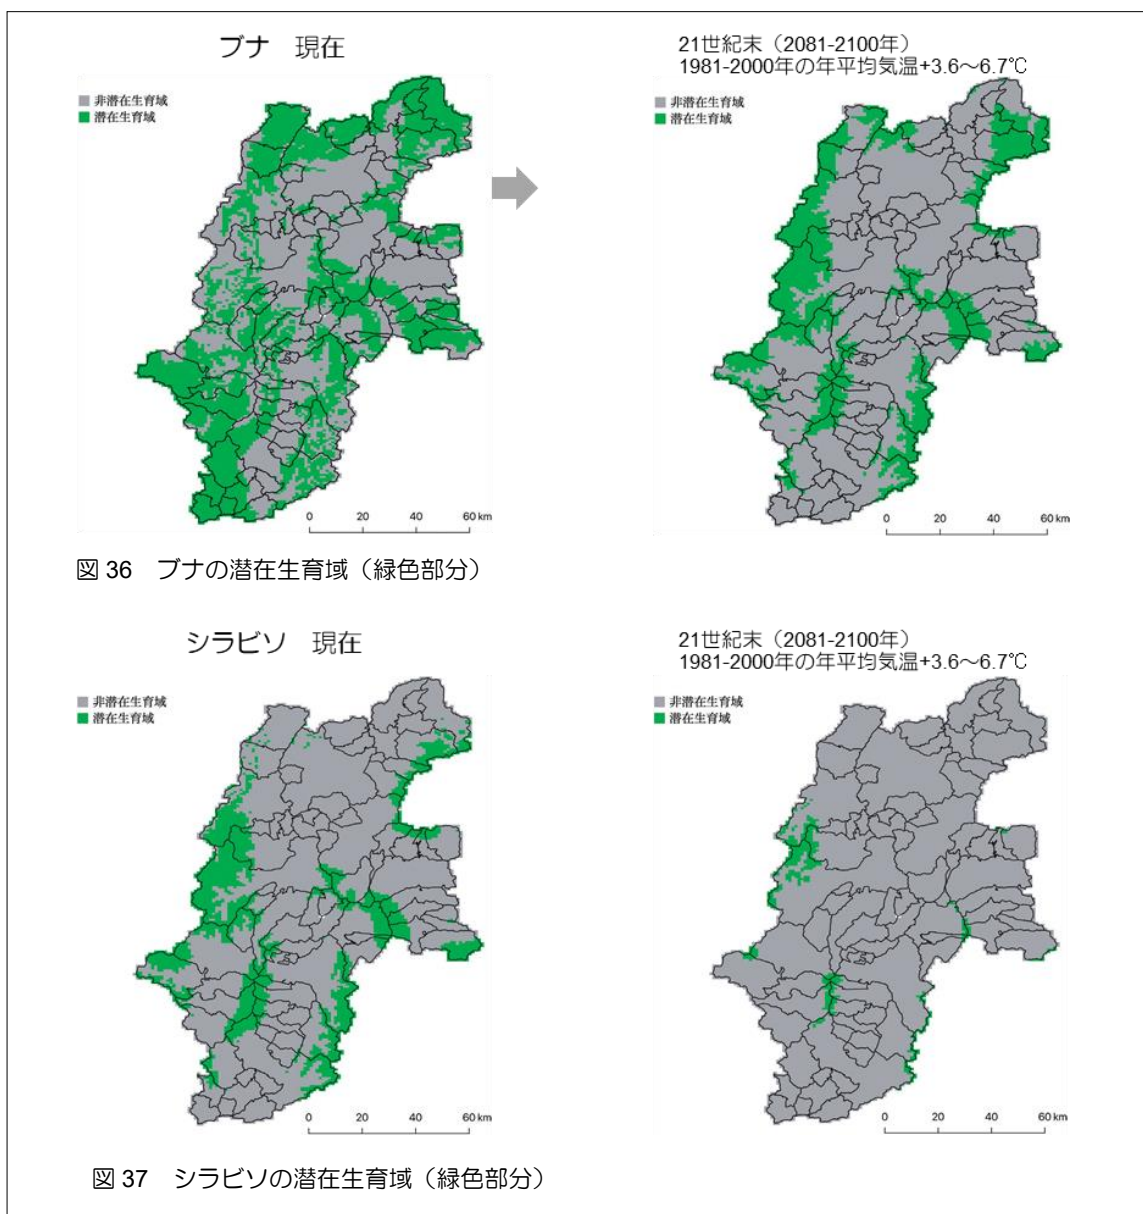 ブナ 現在
非潜在生育域
潜在生育域
0 20 40 60 km
21世紀末（2081-2100年）
1981-2000年の年平均気温+3.6～6.7℃
非潜在生育域
潜在生育域
0 20 40 60 km
図 36 ブナの潜在生育域（緑色部分）
シラビソ 現在
非潜在生育域
潜在生育域
0 20 40 60 km
21世紀末（2081-2100年）
1981-2000年の年平均気温+3.6～6.7℃
非潜在生育域
潜在生育域
0 20 40 60 km
図 37 シラビソの潜在生育域（緑色部分）